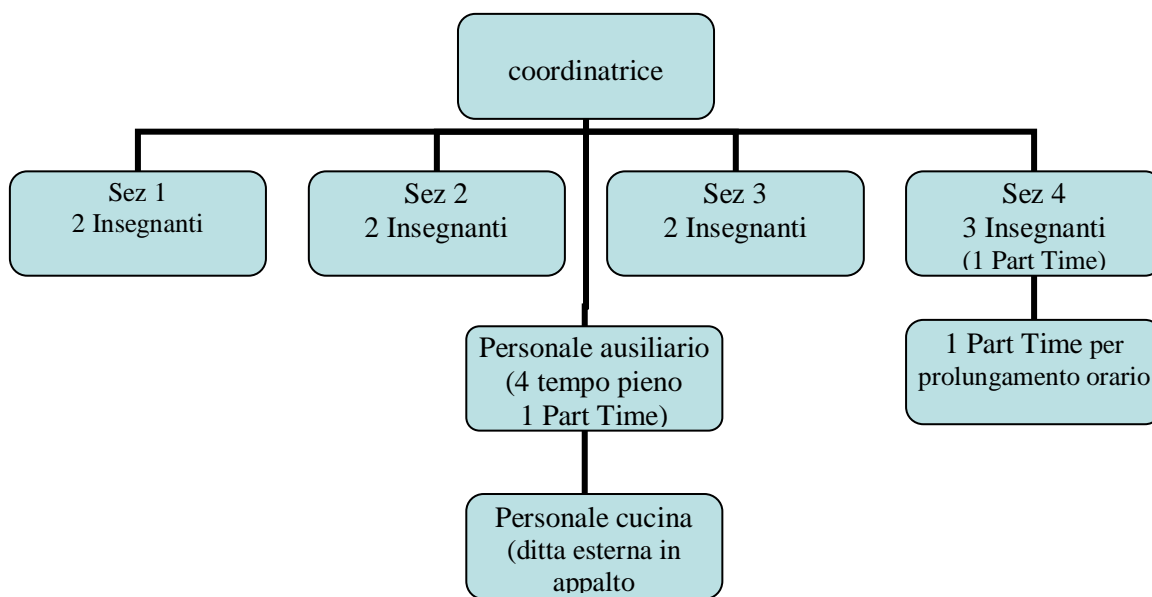 coordinatrice
Sez 1
2 Insegnanti
Sez 2
2 Insegnanti
Sez 3
2 Insegnanti
Sez 4
3 Insegnanti
(1 Part Time)
Personale ausiliario
(4 tempo pieno
1 Part Time)
1 Part Time per
prolungamento orario
Personale cucina
(ditta esterna in
appalto